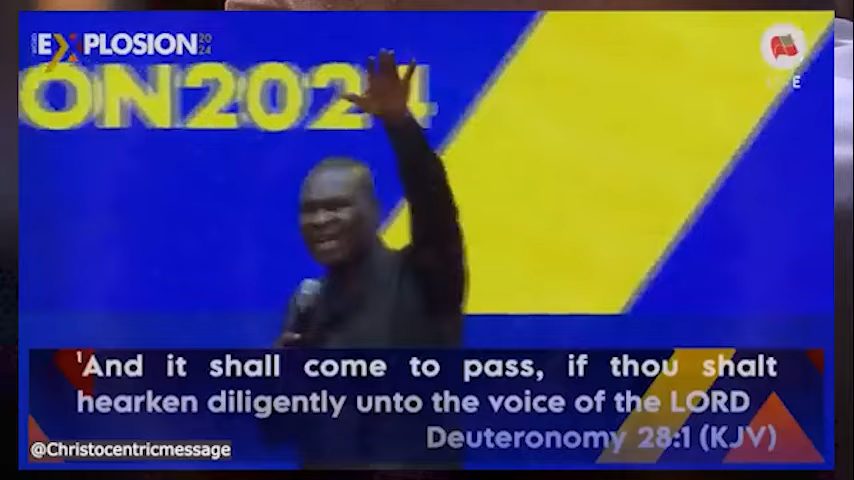 EXPLOSION 2024
ON2024
¹And it shall come to pass, if thou shalt
hearken diligently unto the voice of the LORD
Deuteronomy 28:1 (KJV)
@Christocentricmessage